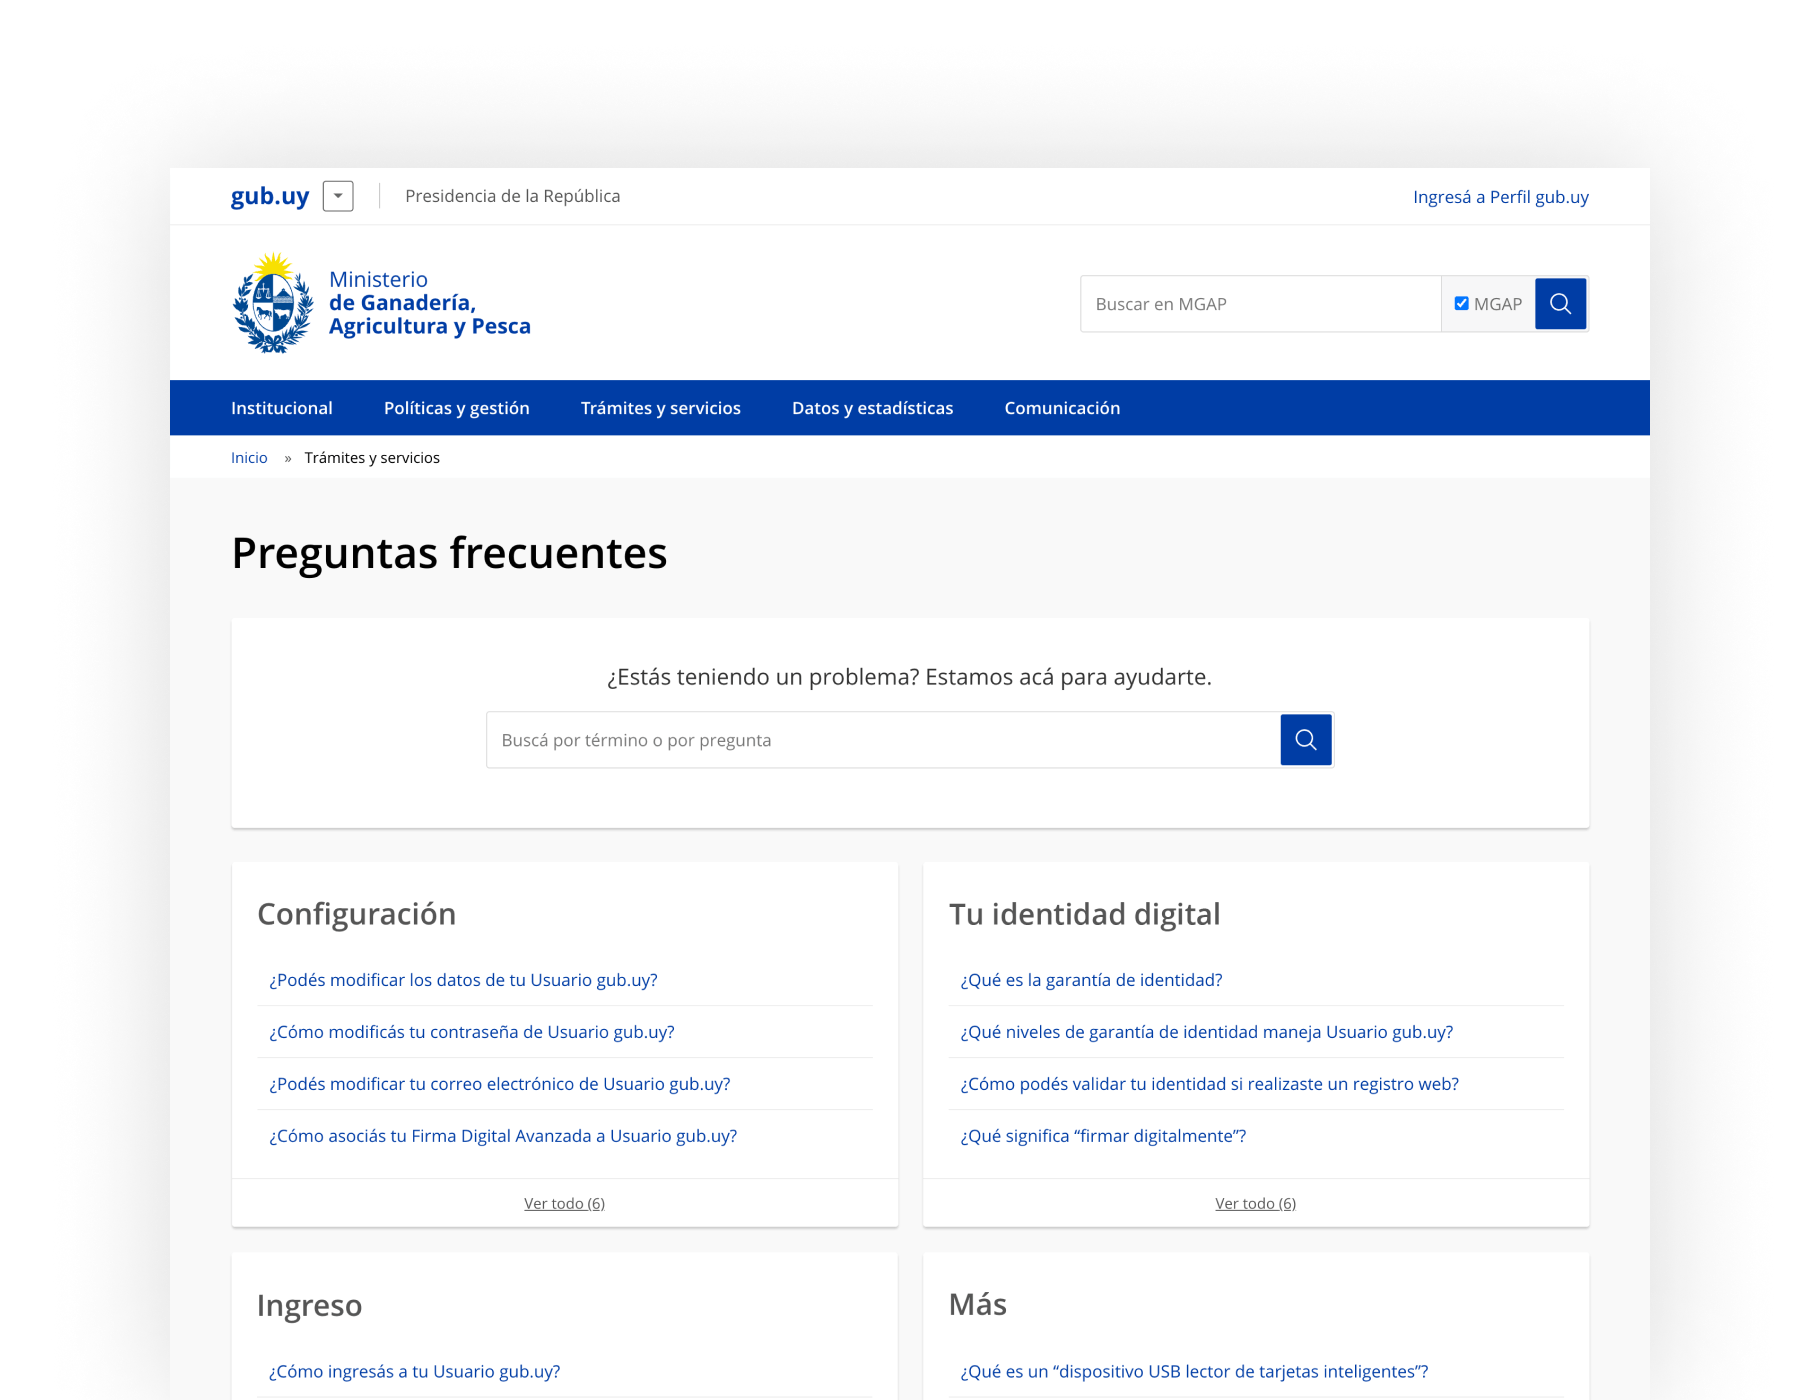 gub.uy
Presidencia de la República
Ingresá a Perfil gub.uy
Ministerio
de Ganadería,
Agricultura y Pesca
Buscar en MGAP
MGAP
Institucional
Políticas y gestión
Trámites y servicios
Datos y estadísticas
Comunicación
Inicio » Trámites y servicios
Preguntas frecuentes
¿Estás teniendo un problema? Estamos acá para ayudarte.
Buscá por término o por pregunta
Configuración
¿Podés modificar los datos de tu Usuario gub.uy?
¿Cómo modificás tu contraseña de Usuario gub.uy?
¿Podés modificar tu correo electrónico de Usuario gub.uy?
¿Cómo asociás tu Firma Digital Avanzada a Usuario gub.uy?
Ver todo (6)
Tu identidad digital
¿Qué es la garantía de identidad?
¿Qué niveles de garantía de identidad maneja Usuario gub.uy?
¿Cómo podés validar tu identidad si realizaste un registro web?
¿Qué significa “firmar digitalmente”?
Ver todo (6)
Ingreso
¿Cómo ingresás a tu Usuario gub.uy?
Más
¿Qué es un “dispositivo USB lector de tarjetas inteligentes”?